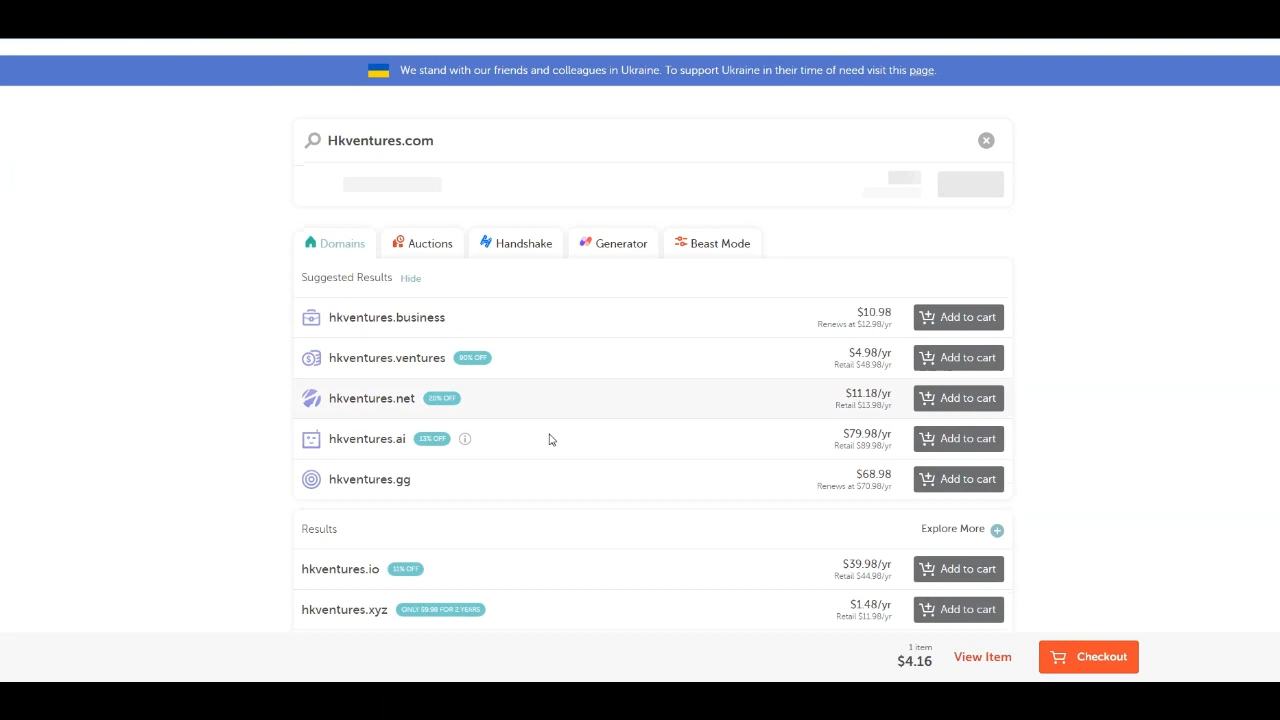 We stand with our friends and colleagues in Ukraine. To support Ukraine in their time of need visit this page.
Hkventures.com
Domains Auctions Handshake Generator Beast Mode
Suggested Results Hide
hkventures.business $10.98 Add to cart
Renews at $12.98/yr
hkventures.ventures 90% OFF $4.98/yr Add to cart
Retail $48.98/yr
hkventures.net 20% OFF $11.18/yr Add to cart
Retail $13.98/yr
hkventures.ai 13% OFF $79.98/yr Add to cart
Retail $89.98/yr
hkventures.gg $68.98 Add to cart
Renews at $70.98/yr
Results Explore More
hkventures.io 11% OFF $39.98/yr Add to cart
Retail $44.98/yr
hkventures.xyz ONLY $9.98 FOR 2 YEARS $1.48/yr Add to cart
Retail $11.98/yr
1 item
$4.16 View Item Checkout